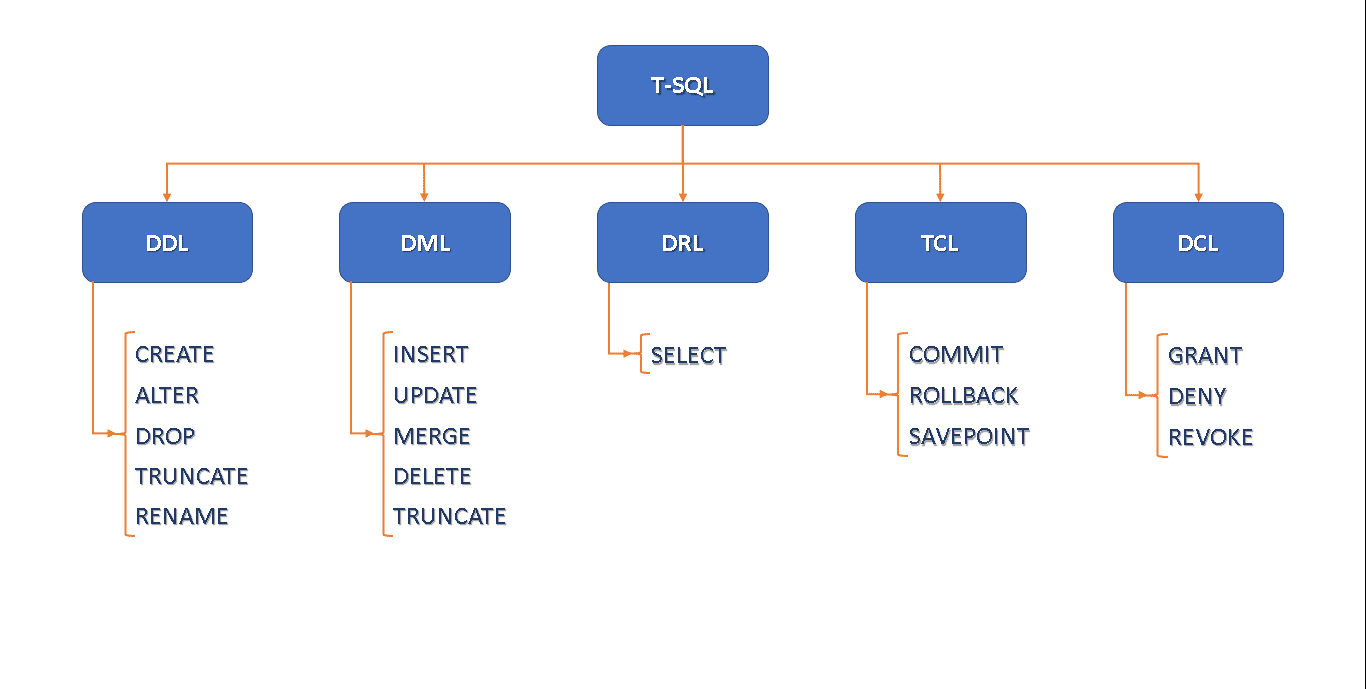 T-SQL
DDL
DML
DRL
TCL
DCL
CREATE
ALTER
DROP
TRUNCATE
RENAME
INSERT
UPDATE
MERGE
DELETE
TRUNCATE
SELECT
COMMIT
ROLLBACK
SAVEPOINT
GRANT
DENY
REVOKE